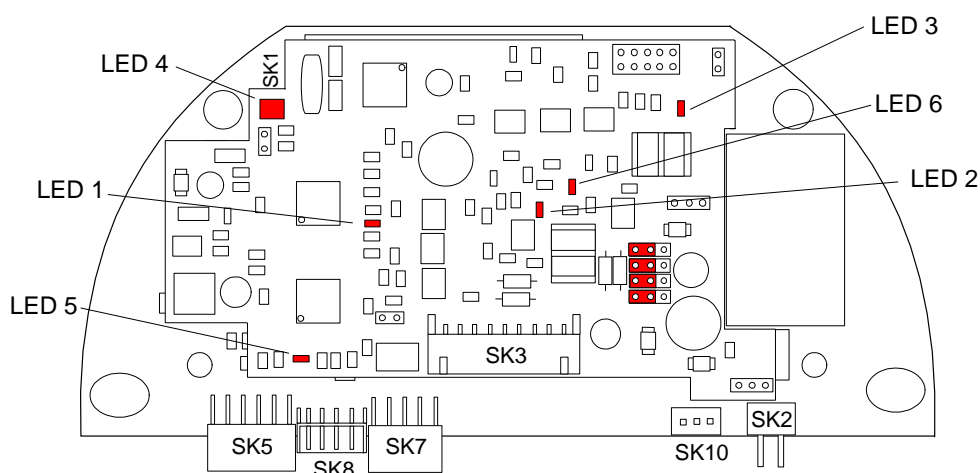 LED 3
LED 4
SK1
LED 6
LED 1
LED 2
LED 5
SK3
SK5
SK8
SK7
SK10
SK2